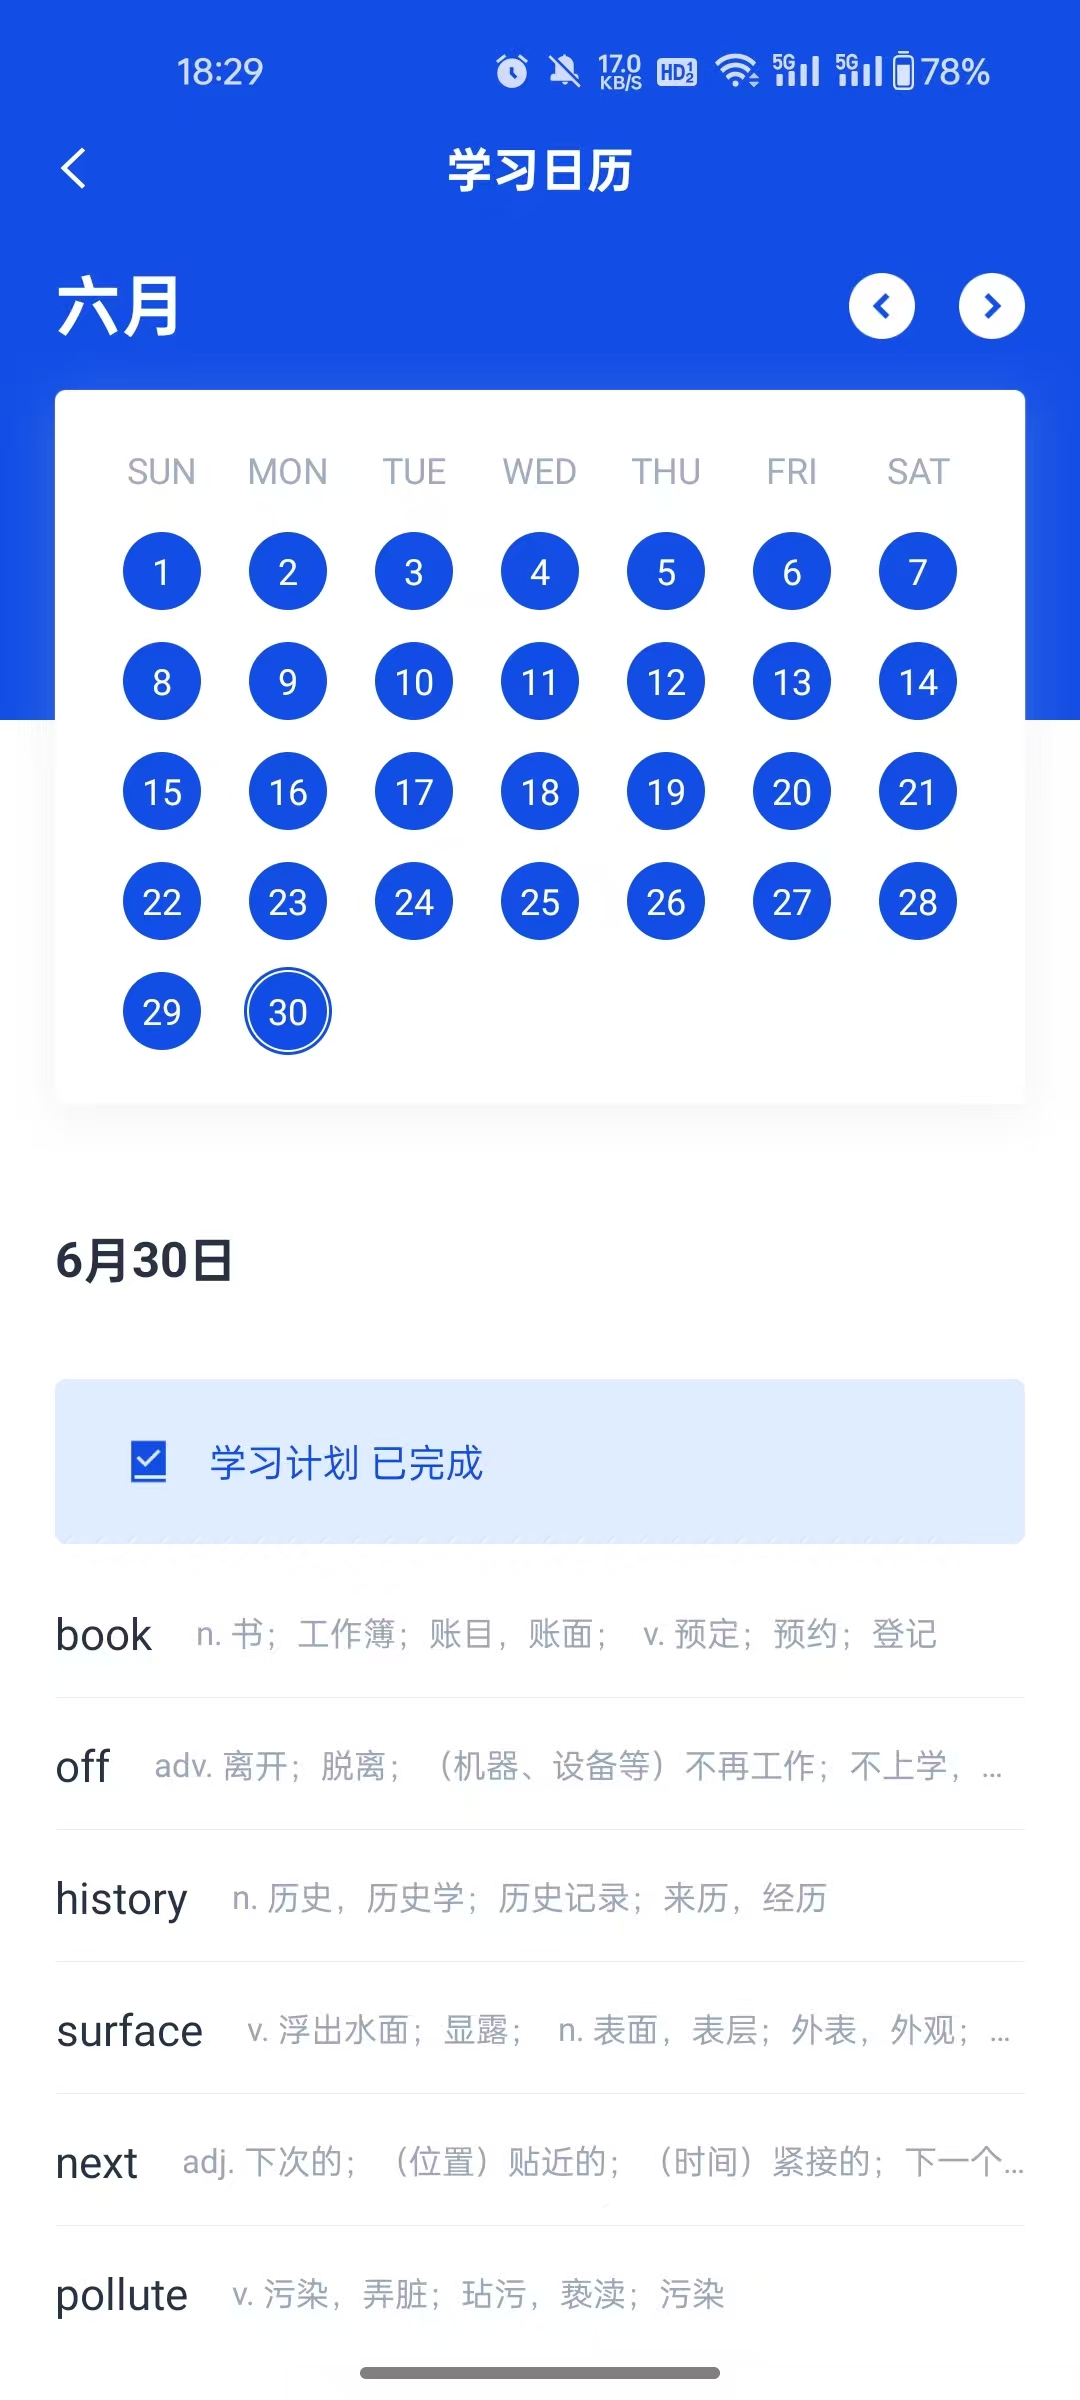 18:29 17.0 KB/S HD 1 2 5G 5G 78%
学习日历
六月
SUN MON TUE WED THU FRI SAT
1 2 3 4 5 6 7
8 9 10 11 12 13 14
15 16 17 18 19 20 21
22 23 24 25 26 27 28
29 30
6月30日
学习计划 已完成
book n. 书；工作簿；账目，账面； v. 预定；预约；登记
off adv. 离开；脱离；（机器、设备等）不再工作；不上学，...
history n. 历史，历史学；历史记录；来历，经历
surface v. 浮出水面；显露； n. 表面，表层；外表，外观；...
next adj. 下次的；（位置）贴近的；（时间）紧接的；下一个...
pollute v. 污染，弄脏；玷污，亵渎；污染